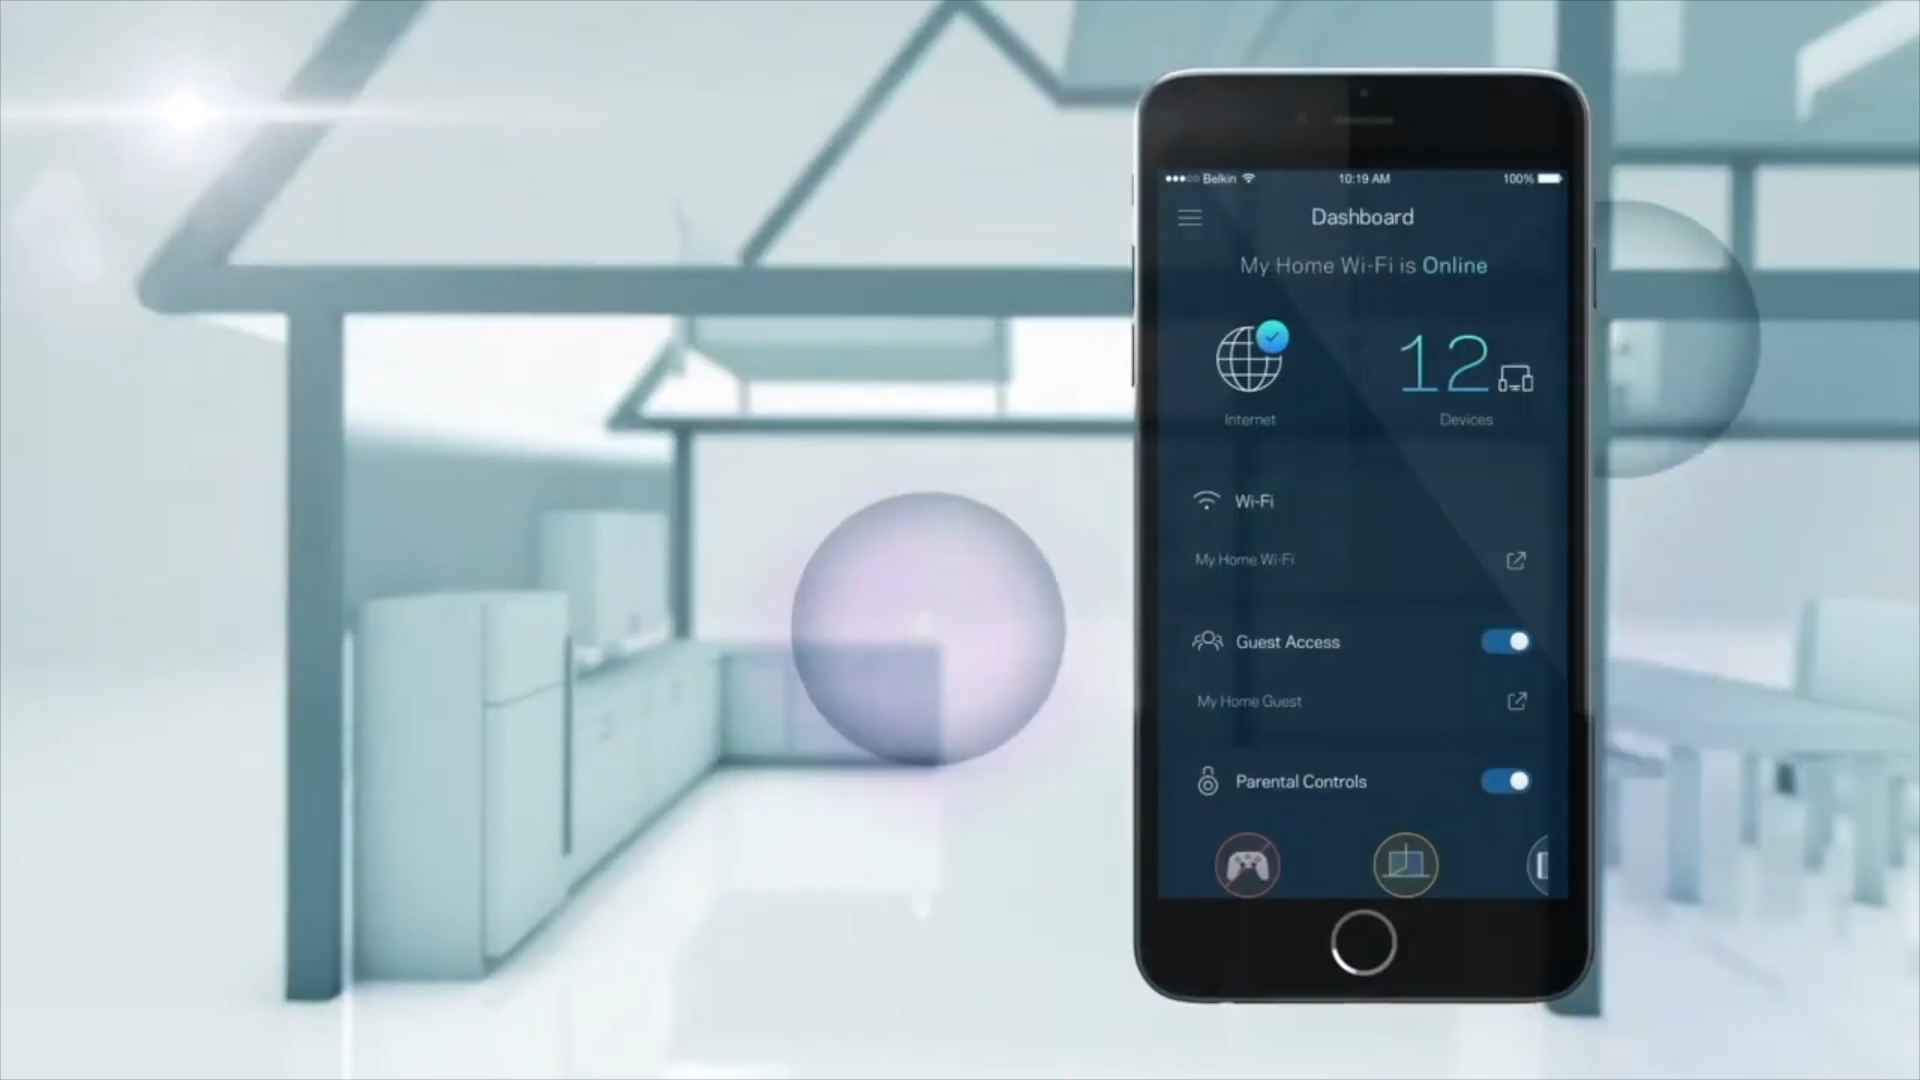 Belkin 10:19 AM 100%
Dashboard
My Home Wi-Fi is Online
12
Internet Devices
Wi-Fi
My Home Wi-Fi
Guest Access
My Home Guest
Parental Controls